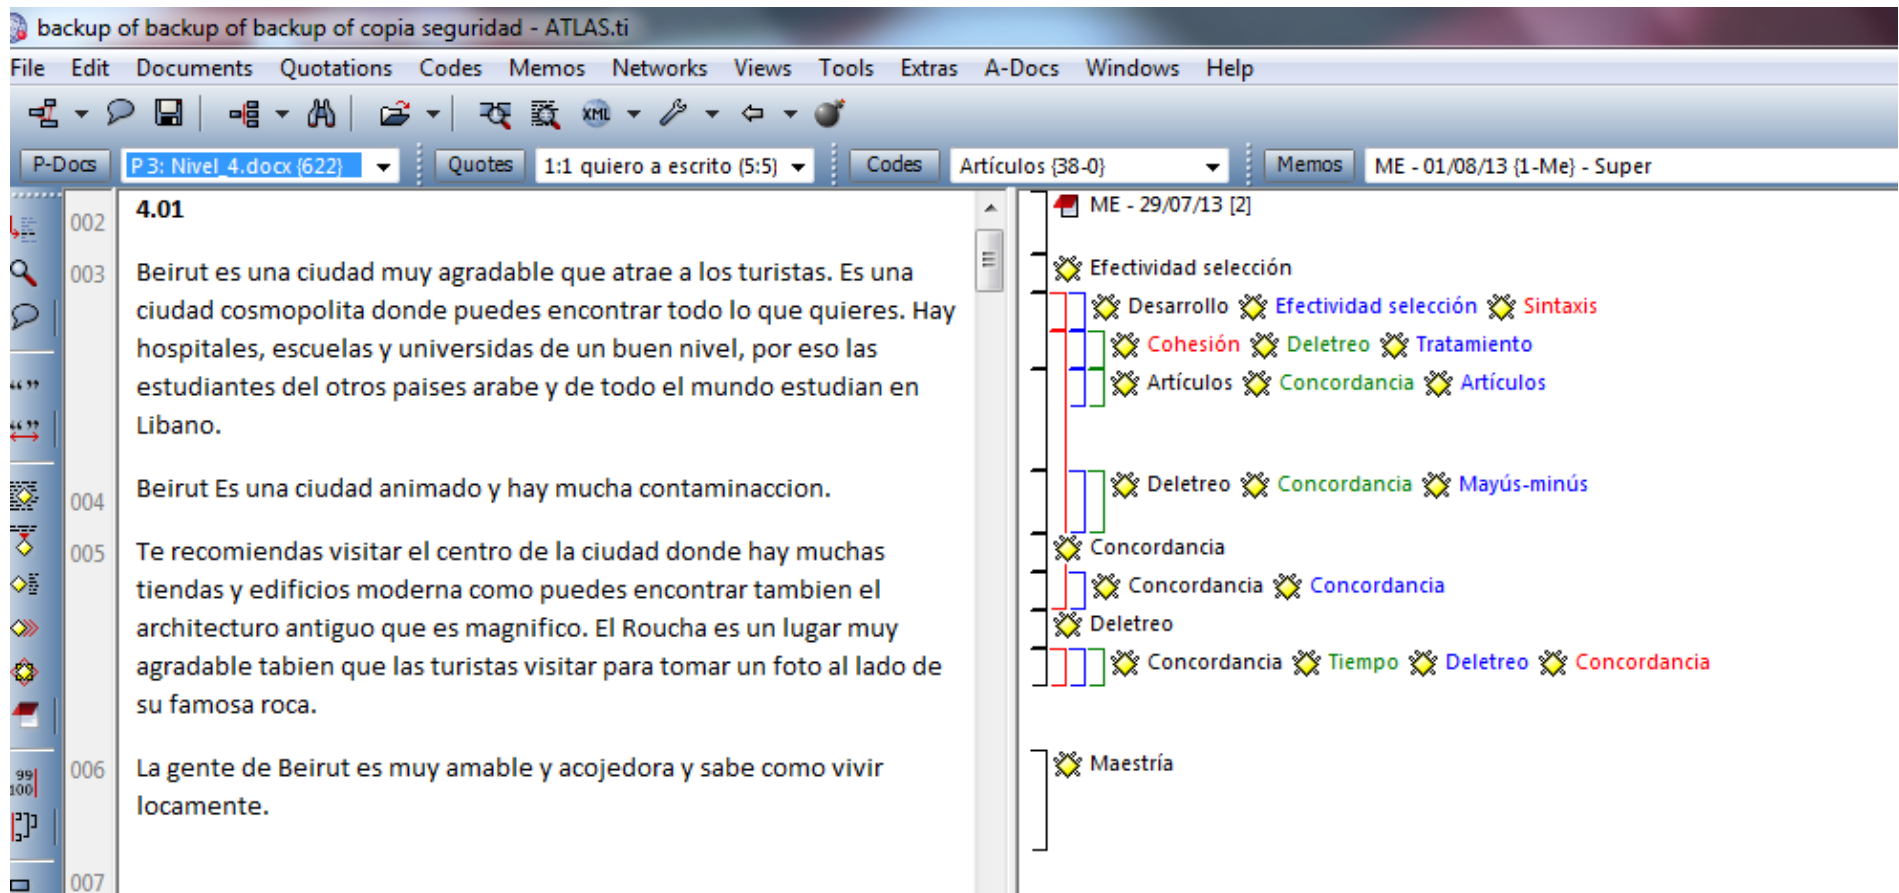 backup of backup of backup of copia seguridad - ATLAS.ti
File Edit Documents Quotations Codes Memos Networks Views Tools Extras A-Docs Windows Help
XML
P-Docs P 3: Nivel_4.docx {622} Quotes 1:1 quiero a escrito (5:5) Codes Artículos {38-0} Memos ME - 01/08/13 {1-Me} - Super
002 4.01
003 Beirut es una ciudad muy agradable que atrae a los turistas. Es una
ciudad cosmopolita donde puedes encontrar todo lo que quieres. Hay
hospitales, escuelas y universidas de un buen nivel, por eso las
estudiantes del otros paises arabe y de todo el mundo estudian en
Libano.
004 Beirut Es una ciudad animado y hay mucha contaminaccion.
005 Te recomiendas visitar el centro de la ciudad donde hay muchas
tiendas y edificios moderna como puedes encontrar tambien el
architecturo antiguo que es magnifico. El Roucha es un lugar muy
agradable tabien que las turistas visitar para tomar un foto al lado de
su famosa roca.
006 La gente de Beirut es muy amable y acojedora y sabe como vivir
locamente.
007
99
100
ME - 29/07/13 [2]
Efectividad selección
Desarrollo Efectividad selección Sintaxis
Cohesión Deletreo Tratamiento
Artículos Concordancia Artículos
Deletreo Concordancia Mayús-minús
Concordancia
Concordancia Concordancia
Deletreo
Concordancia Tiempo Deletreo Concordancia
Maestría